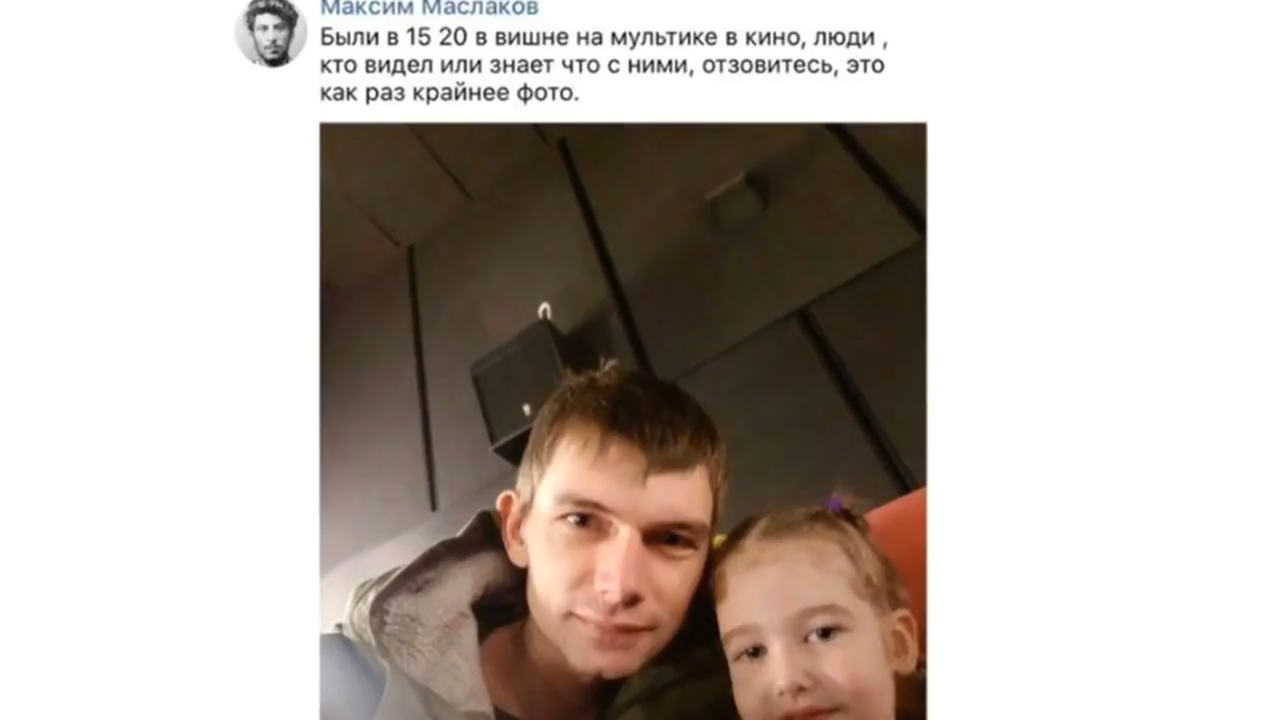 Максим Маслаков
Были в 15 20 в вишне на мультике в кино, люди ,
кто видел или знает что с ними, отзовитесь, это
как раз крайнее фото.